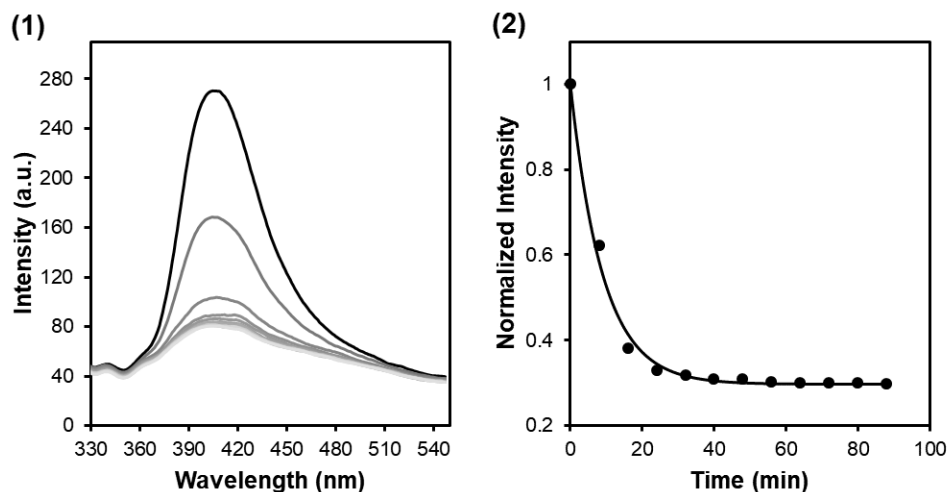 (1)
280
240
200
160
120
80
40
0
Intensity (a.u.)
330 360 390 420 450 480 510 540
Wavelength (nm)
(2)
1
0.8
0.6
0.4
0.2
Normalized Intensity
0 20 40 60 80 100
Time (min)